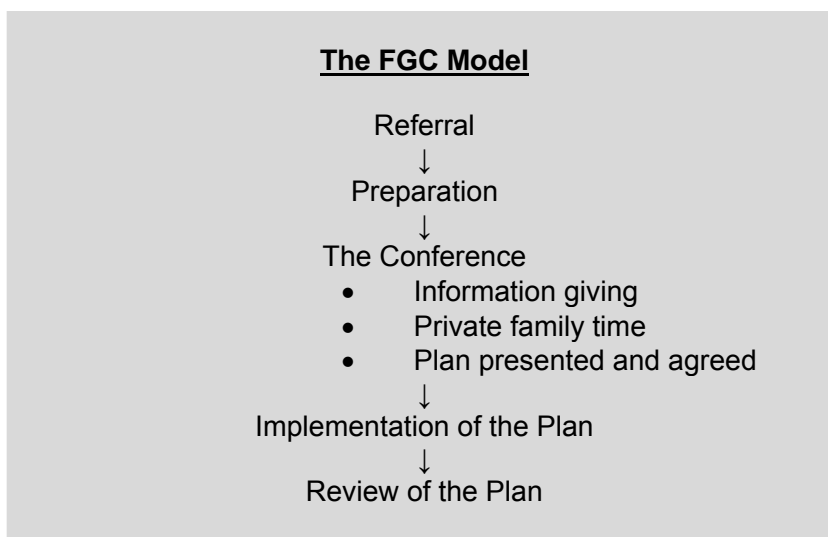 The FGC Model
Referral
↓
Preparation
↓
The Conference
• Information giving
• Private family time
• Plan presented and agreed
↓
Implementation of the Plan
↓
Review of the Plan